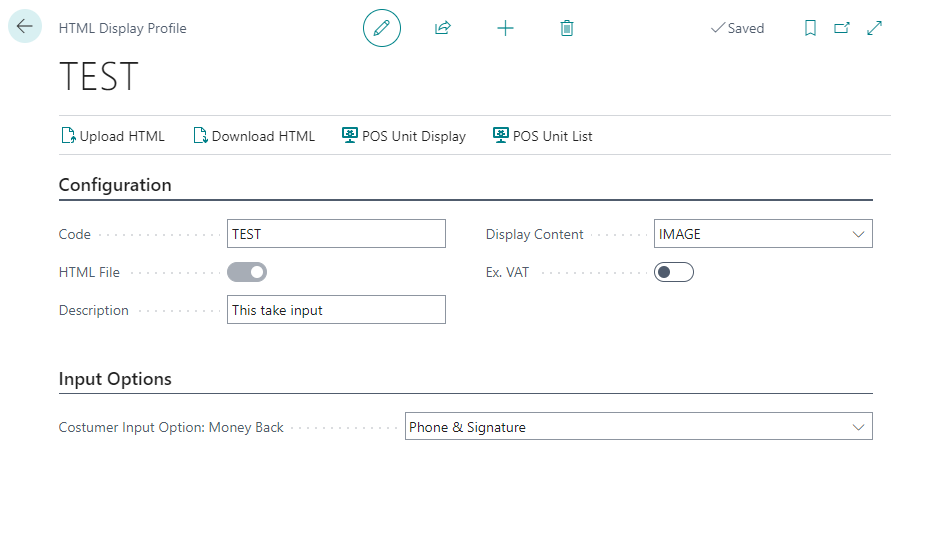 HTML Display Profile
Saved
TEST
Upload HTML Download HTML POS Unit Display POS Unit List
Configuration
Code TEST Display Content IMAGE
HTML File Ex. VAT
Description This take input
Input Options
Costumer Input Option: Money Back Phone & Signature